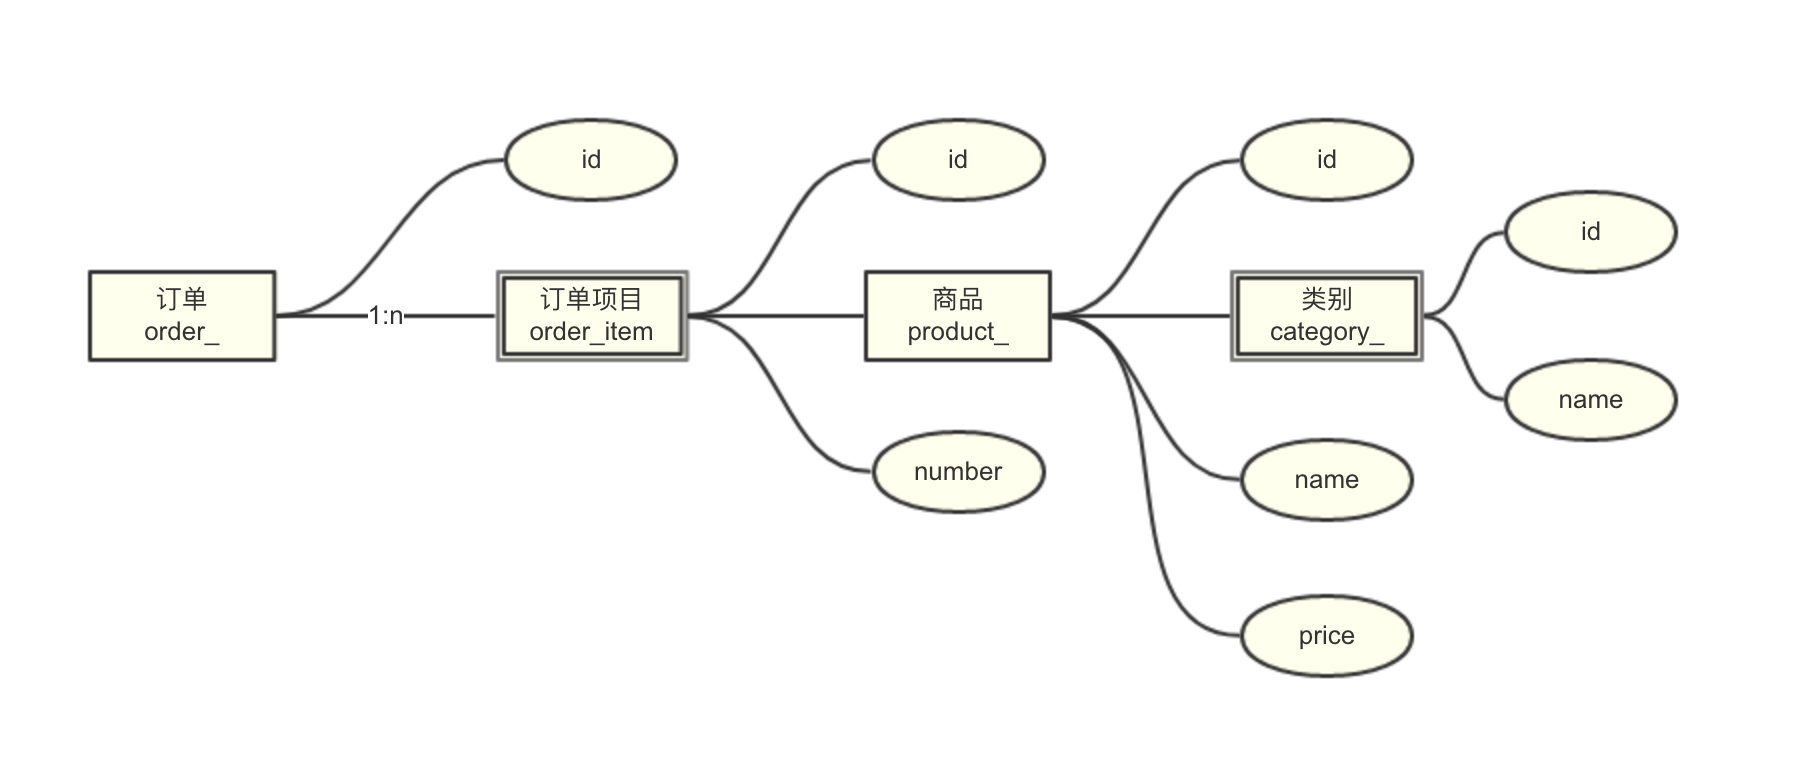 id
id
id
id
订单
order_
1:n
订单项目
order_item
商品
product_
类别
category_
name
number
name
price